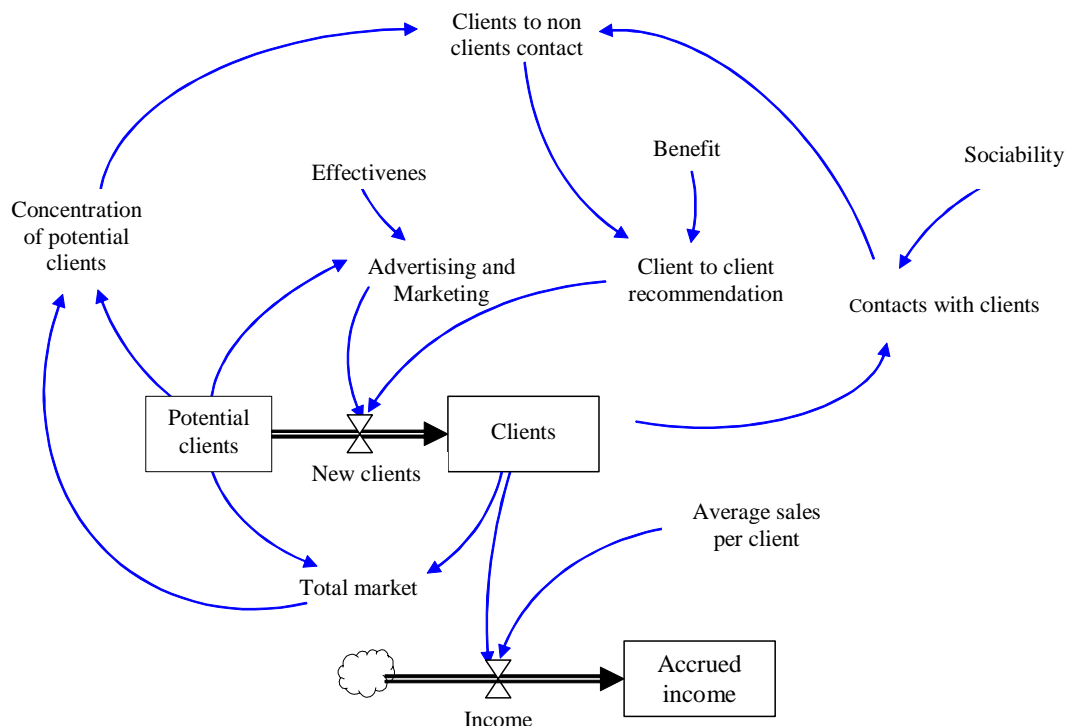 Clients to non
clients contact
Benefit
Sociability
Effectivenes
Concentration
of potential
clients
Advertising and
Marketing
Client to client
recommendation
Contacts with clients
Potential
clients
Clients
New clients
Average sales
per client
Total market
Accrued
income
Income